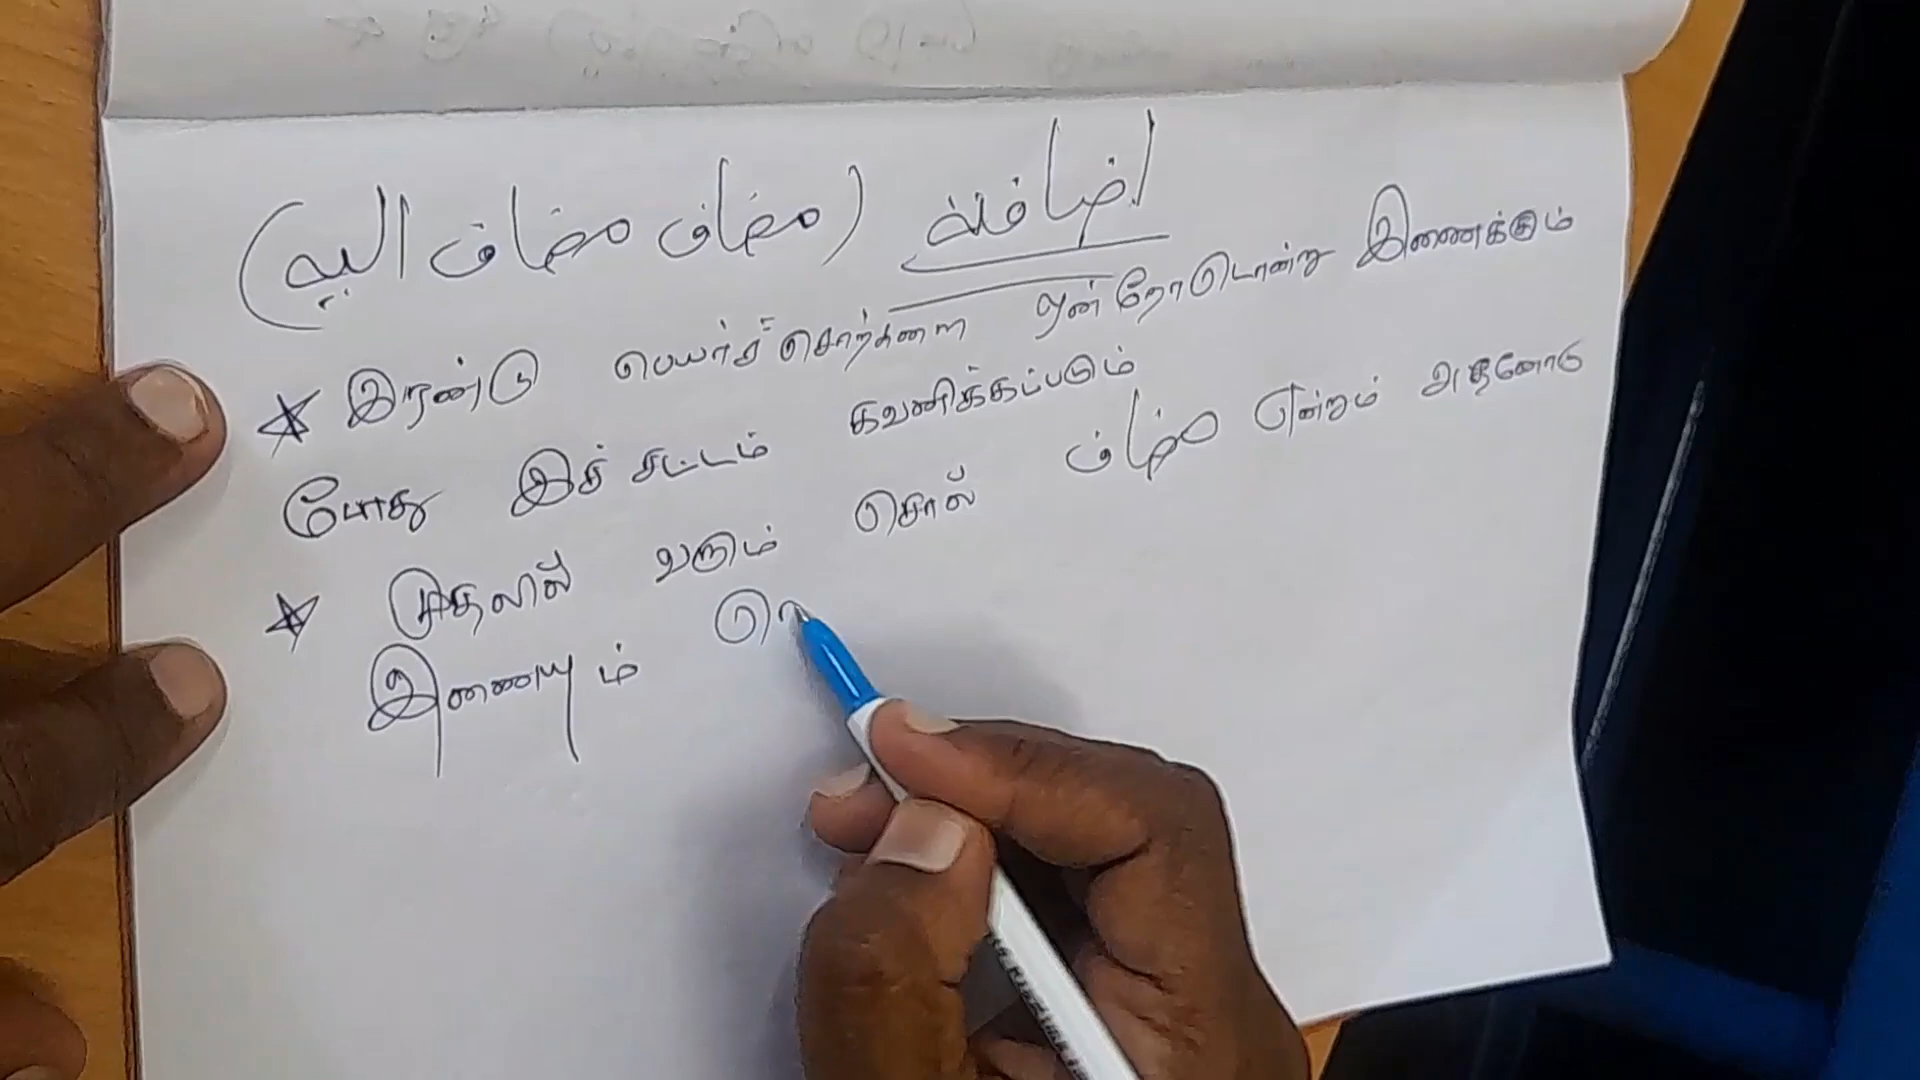 اضافة (مضاف مضاف اليه)
★ இரண்டு பெயர்ச்சொற்களை ஒன்றோடொன்று இணைக்கும்
போது இச் சட்டம் கவனிக்கப்படும்
★ முதலில் வரும் சொல் مضاف என்றும் அதனோடு
இணையும்